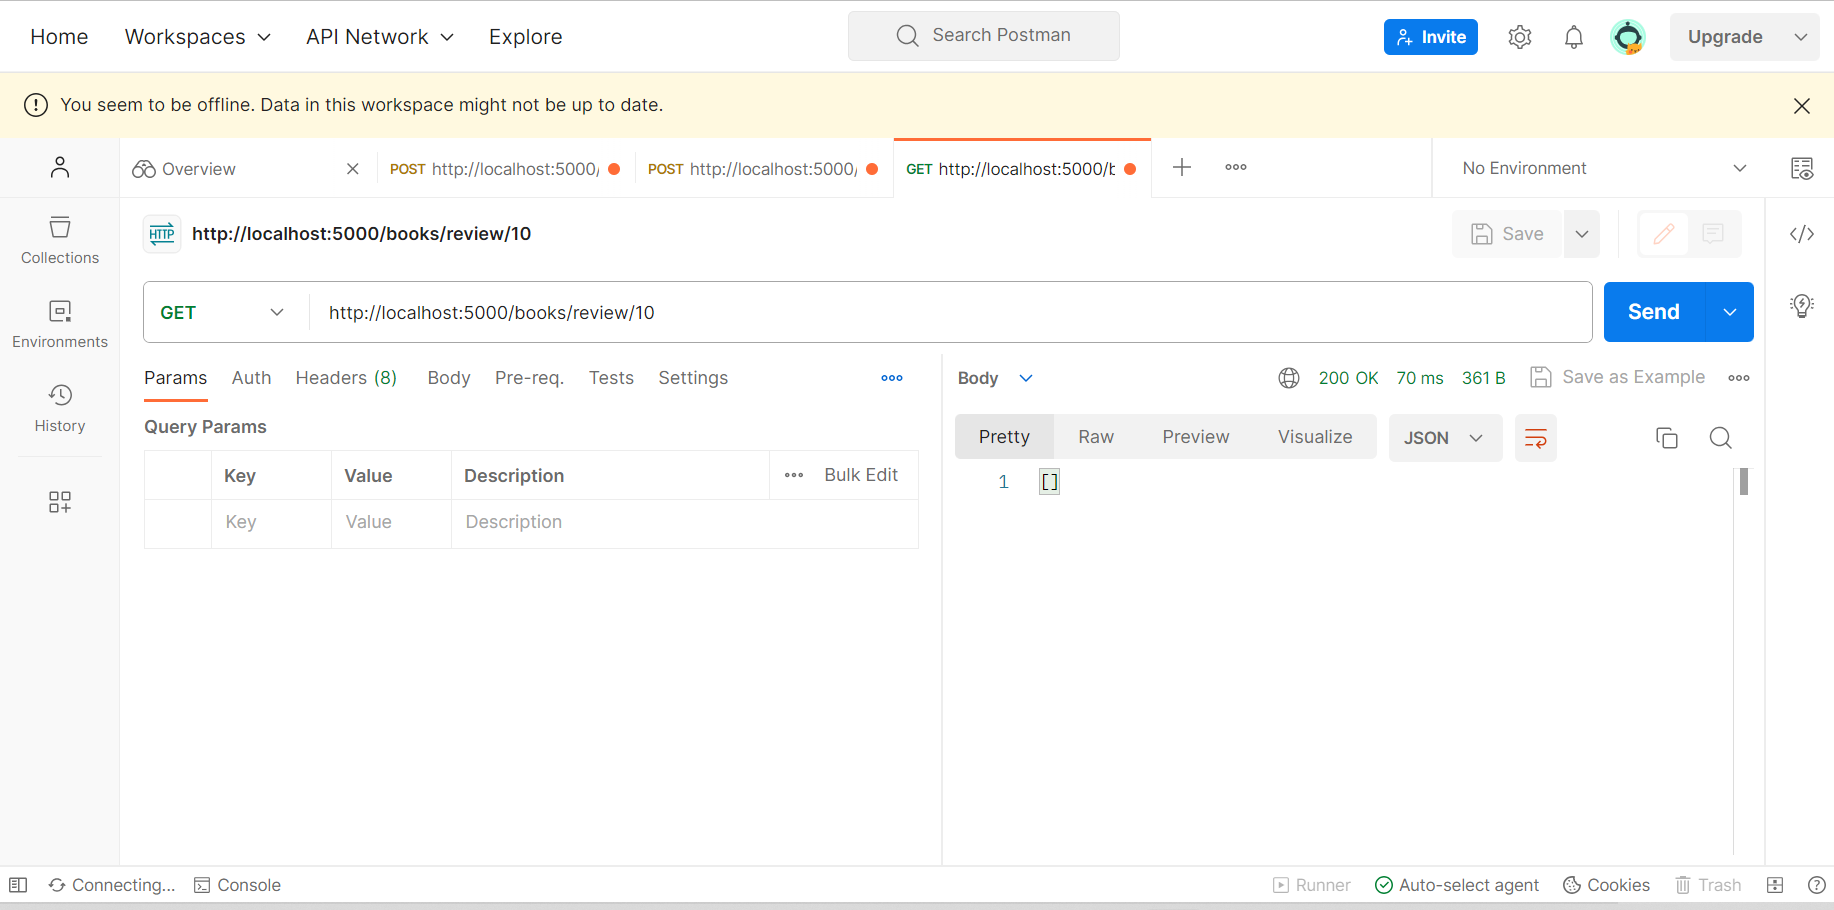 Home Workspaces API Network Explore Search Postman Invite Upgrade
You seem to be offline. Data in this workspace might not be up to date.
Overview POST http://localhost:5000/ POST http://localhost:5000/ GET http://localhost:5000/b No Environment
HTTP http://localhost:5000/books/review/10 Save
Collections
GET http://localhost:5000/books/review/10 Send
Environments
Params Auth Headers (8) Body Pre-req. Tests Settings Body 200 OK 70 ms 361 B Save as Example
History
Query Params
Pretty Raw Preview Visualize JSON
Key Value Description Bulk Edit
1 []
Key Value Description
Connecting... Console Runner Auto-select agent Cookies Trash